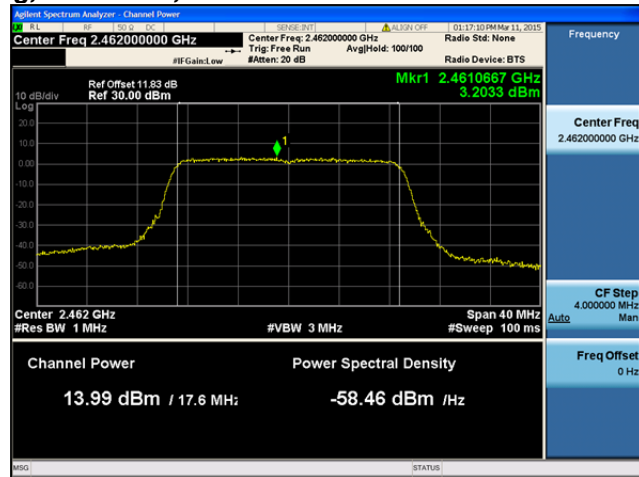 Agilent Spectrum Analyzer - Channel Power
RL RF 50 Ω DC SENSE:INT ALIGN OFF 01:17:10 PM Mar 11, 2015
Center Freq 2.462000000 GHz
Center Freq: 2.462000000 GHz
Radio Std: None
Trig: Free Run Avg|Hold: 100/100
#IFGain:Low
#Atten: 20 dB
Radio Device: BTS
Frequency
Mkr1 2.4610667 GHz
3.2033 dBm
Ref Offset 11.83 dB
10 dB/div Ref 30.00 dBm
Log
20.0
10.0
0.00
-10.0
-20.0
-30.0
-40.0
-50.0
-60.0
1
Center 2.462 GHz
Span 40 MHz
#Res BW 1 MHz
#VBW 3 MHz
#Sweep 100 ms
Channel Power
Power Spectral Density
13.99 dBm / 17.6 MHz
-58.46 dBm /Hz
Center Freq
2.462000000 GHz
CF Step
4.000000 MHz
Auto Man
Freq Offset
0 Hz
MSG
STATUS